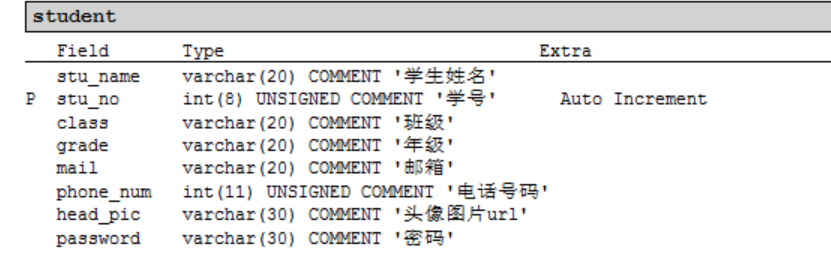 student
Field Type Extra
stu_name varchar(20) COMMENT '学生姓名'
P stu_no int(8) UNSIGNED COMMENT '学号' Auto Increment
class varchar(20) COMMENT '班级'
grade varchar(20) COMMENT '年级'
mail varchar(20) COMMENT '邮箱'
phone_num int(11) UNSIGNED COMMENT '电话号码'
head_pic varchar(30) COMMENT '头像图片url'
password varchar(30) COMMENT '密码'